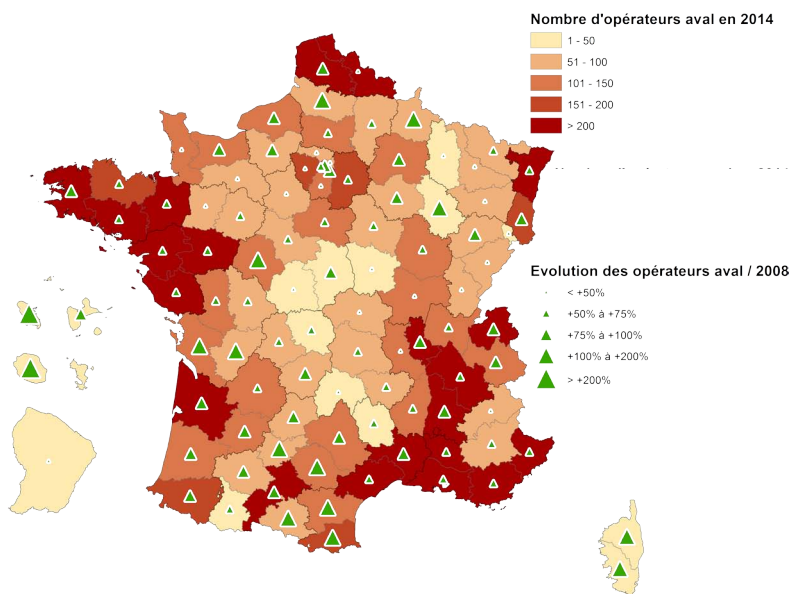 Nombre d'opérateurs aval en 2014
1 - 50
51 - 100
101 - 150
151 - 200
> 200
Evolution des opérateurs aval / 2008
< +50%
+50% à +75%
+75% à +100%
+100% à +200%
> +200%